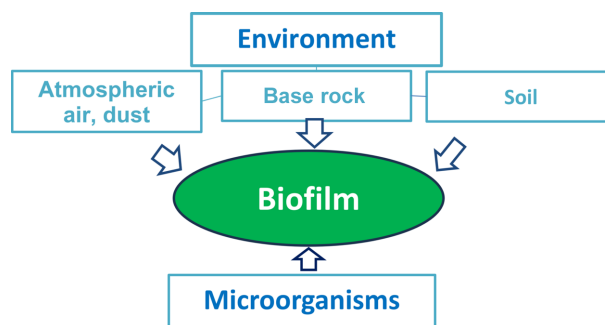 Environment
Atmospheric
air, dust
Base rock
Soil
Biofilm
Microorganisms